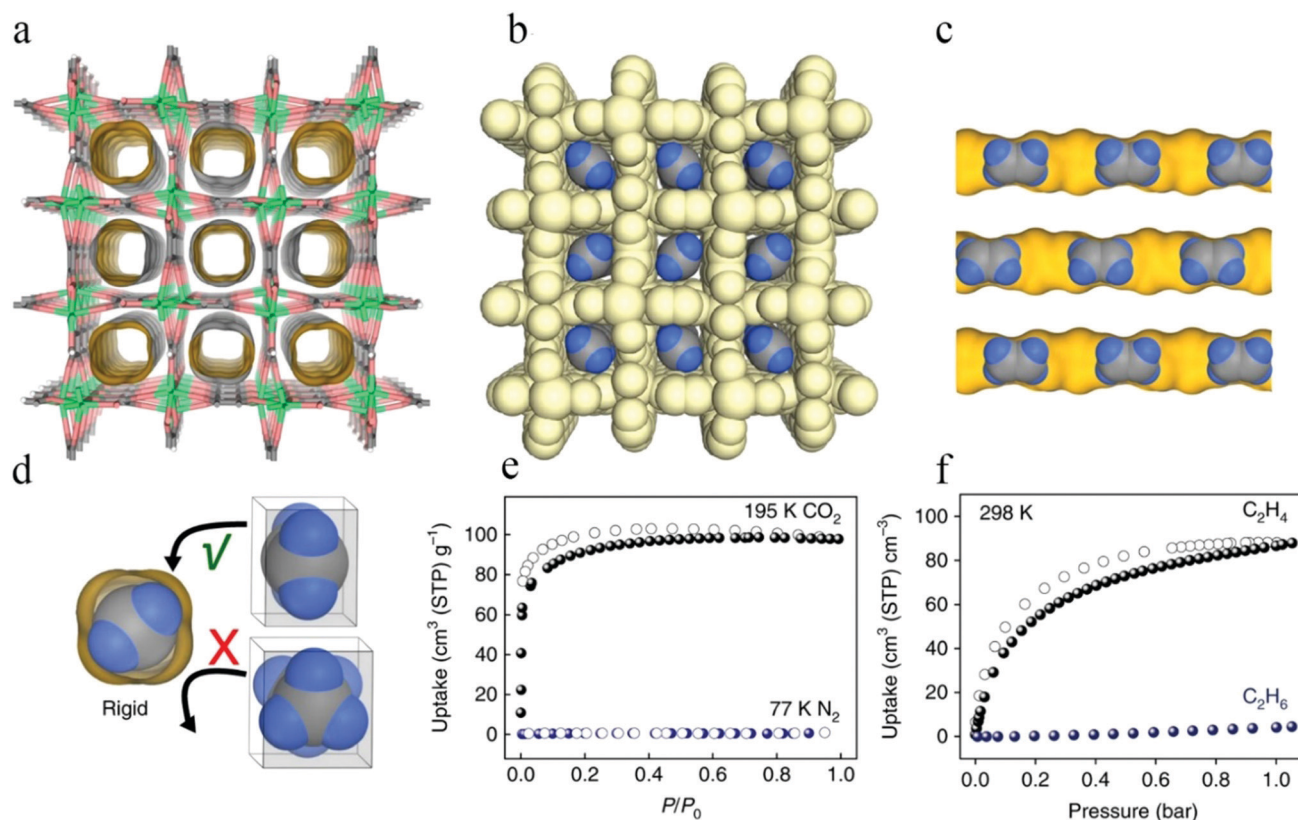 a
b
c
d
√
X
Rigid
e
Uptake (cm³ (STP) g⁻¹)
100
80
60
40
20
0
195 K CO₂
77 K N₂
0.0 0.2 0.4 0.6 0.8 1.0
P/P₀
f
Uptake (cm³ (STP) cm⁻³)
100
80
60
40
20
0
298 K
C₂H₄
C₂H₆
0.0 0.2 0.4 0.6 0.8 1.0
Pressure (bar)